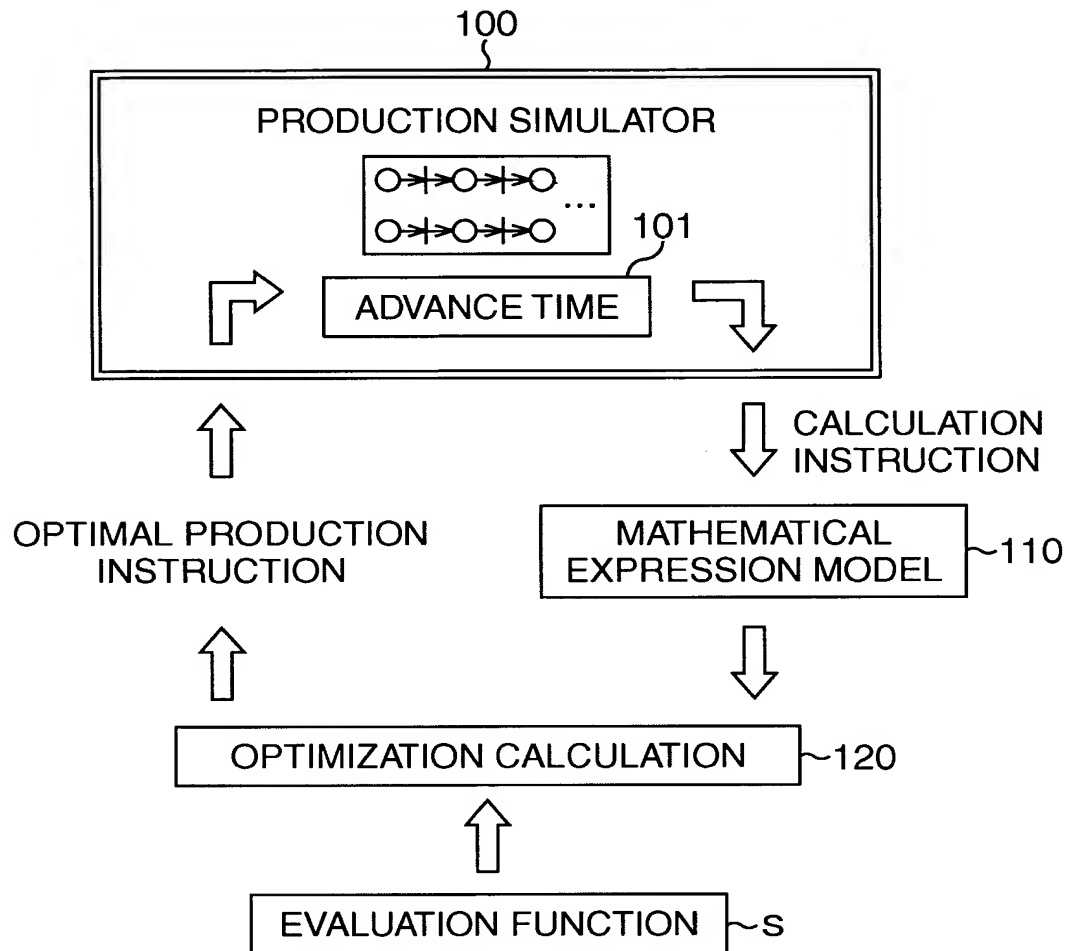 100
PRODUCTION SIMULATOR
...
101
ADVANCE TIME
CALCULATION
INSTRUCTION
OPTIMAL PRODUCTION
INSTRUCTION
MATHEMATICAL
EXPRESSION MODEL
110
OPTIMIZATION CALCULATION
120
EVALUATION FUNCTION
S